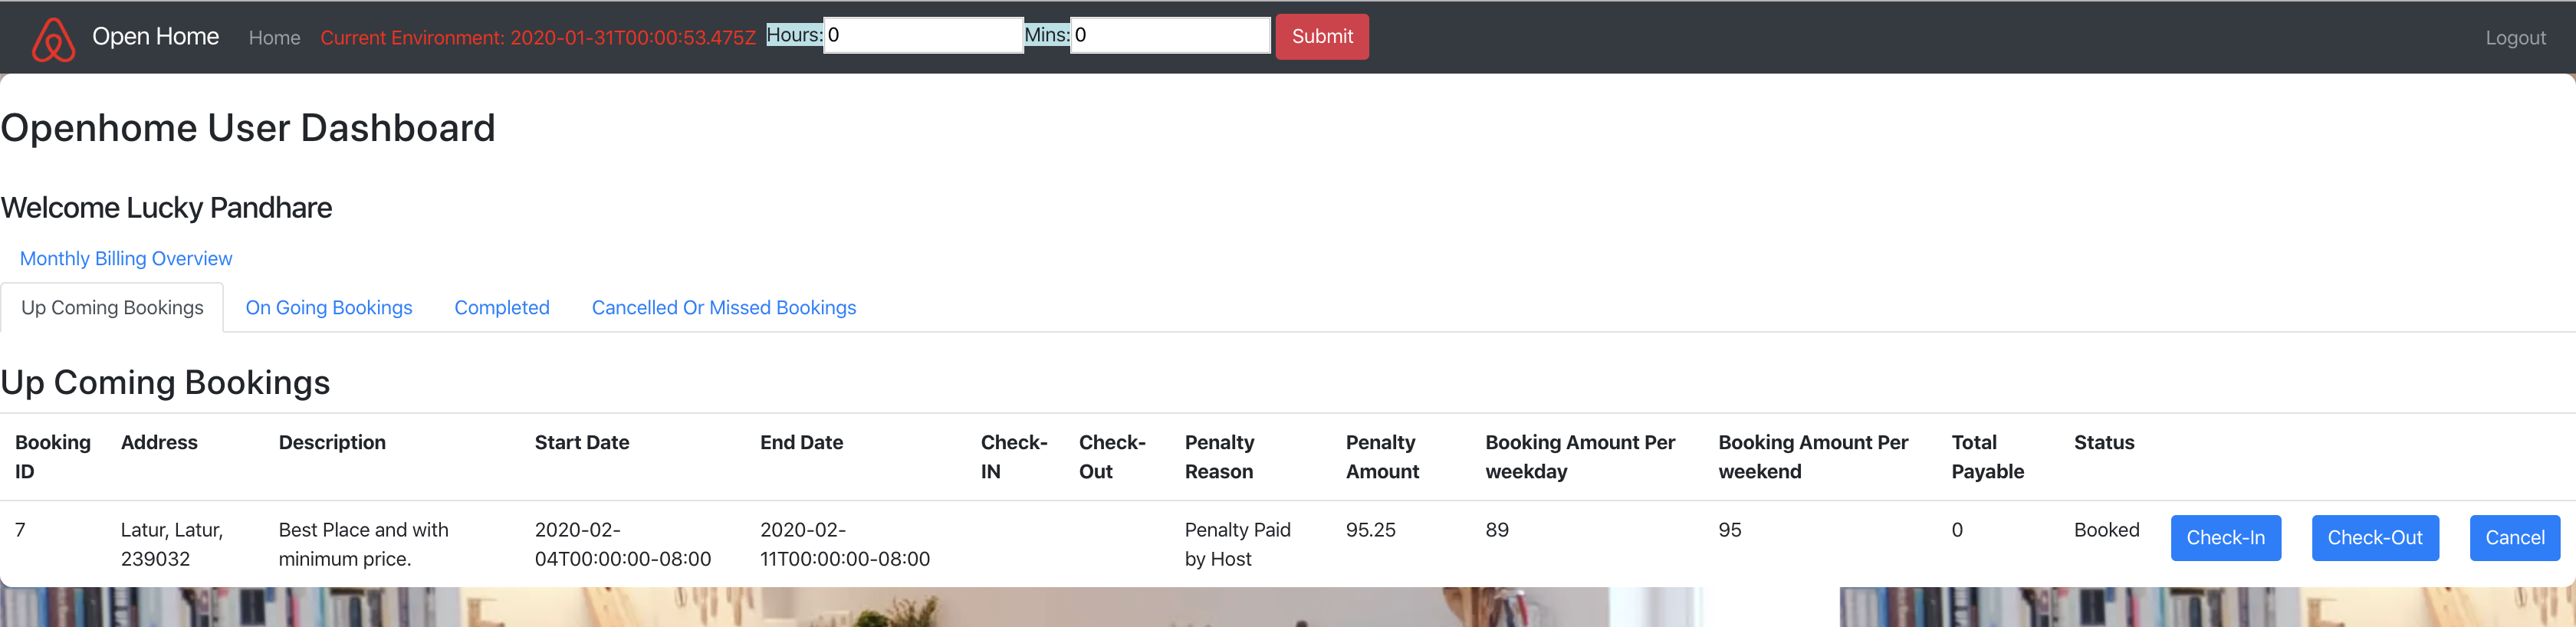 Open Home Home Current Environment: 2020-01-31T00:00:53.475Z Hours: 0 Mins: 0 Submit Logout
Openhome User Dashboard
Welcome Lucky Pandhare
Monthly Billing Overview
Up Coming Bookings On Going Bookings Completed Cancelled Or Missed Bookings
Up Coming Bookings
Booking Address Description Start Date End Date Check- Check- Penalty Penalty Booking Amount Per Booking Amount Per Total Status
ID IN Out Reason Amount weekday weekend Payable
7 Latur, Latur, Best Place and with 2020-02- 2020-02- Penalty Paid 95.25 89 95 0 Booked Check-In Check-Out Cancel
239032 minimum price. 04T00:00:00-08:00 11T00:00:00-08:00 by Host